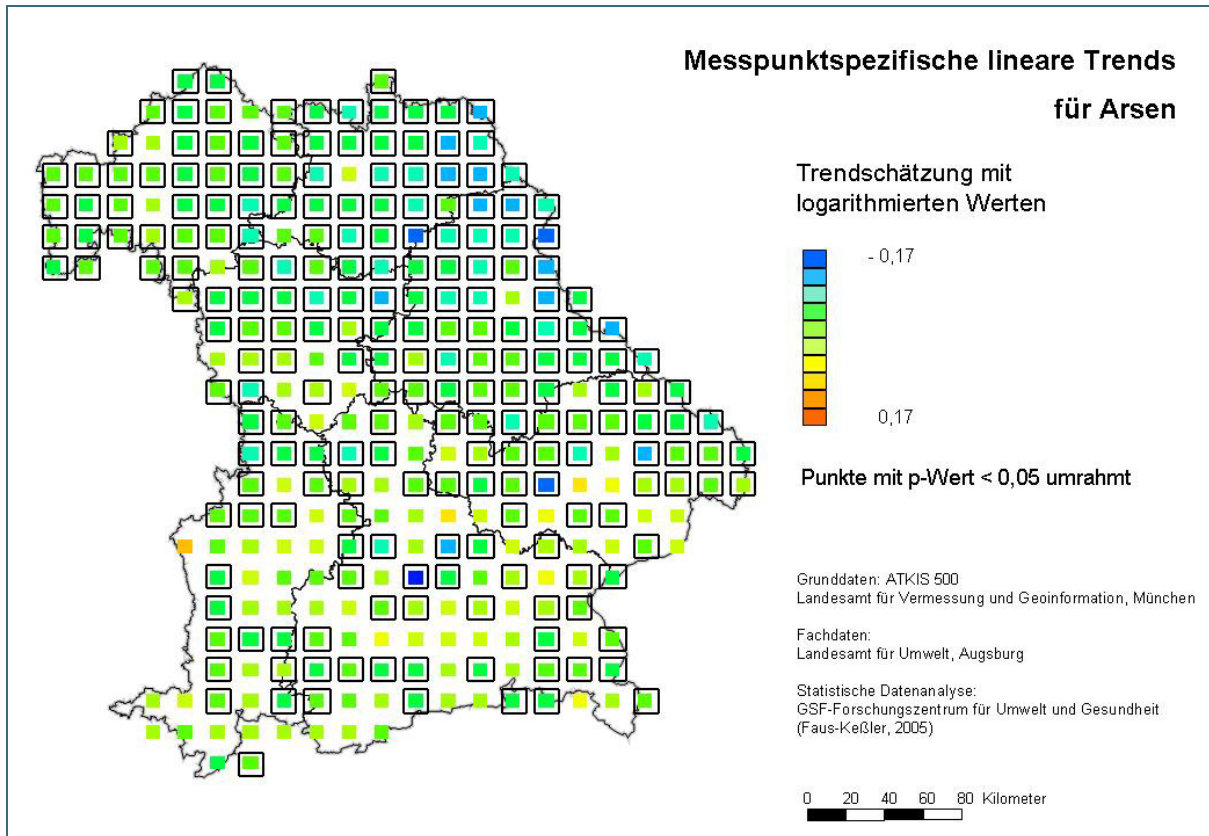 Messpunktspezifische lineare Trends
für Arsen
Trendschätzung mit
logarithmierten Werten
- 0,17
0,17
Punkte mit p-Wert < 0,05 umrahmt
Grunddaten: ATKIS 500
Landesamt für Vermessung und Geoinformation, München
Fachdaten:
Landesamt für Umwelt, Augsburg
Statistische Datenanalyse:
GSF-Forschungszentrum für Umwelt und Gesundheit
(Faus-Keßler, 2005)
0 20 40 60 80 Kilometer